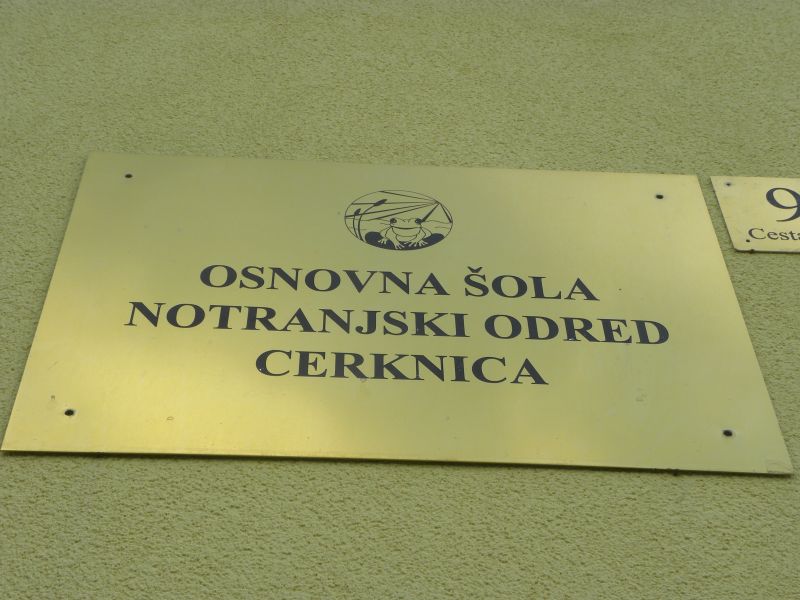 OSNOVNA ŠOLA
NOTRANJSKI ODRED
CERKNICA
9
Cesta